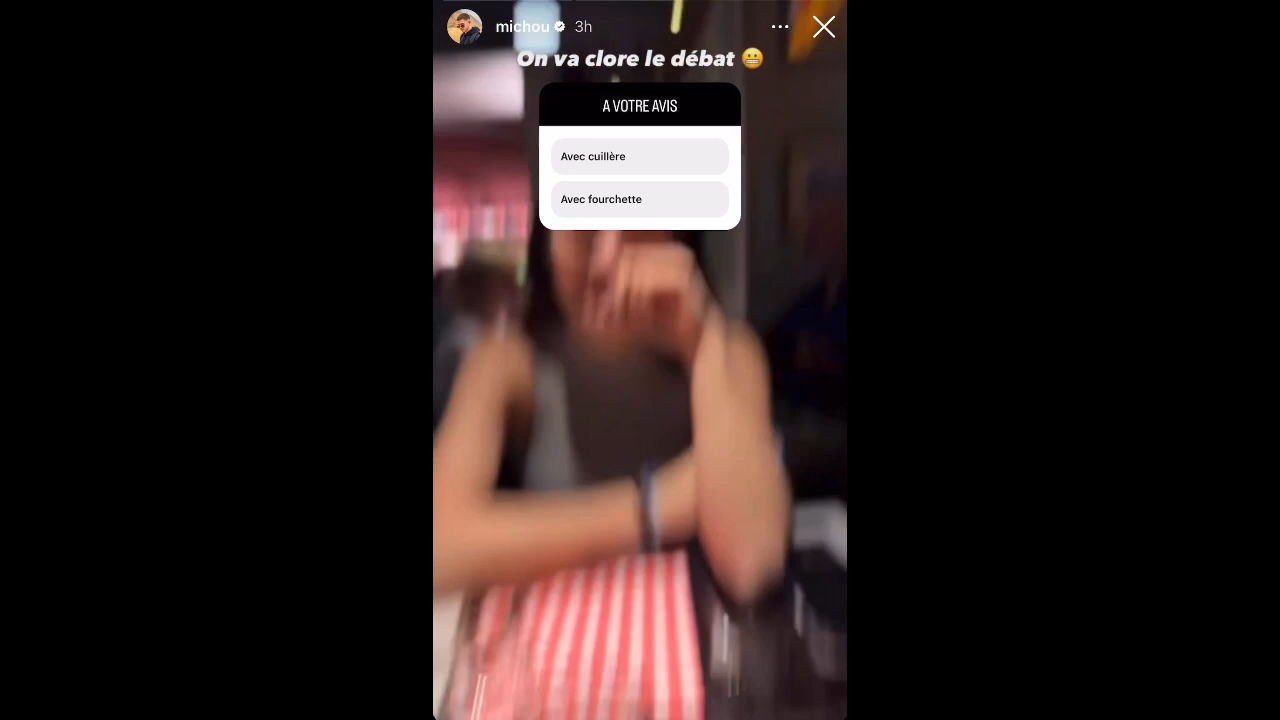 michou 3h
On va clore le débat 😬
A VOTRE AVIS
Avec cuillère
Avec fourchette